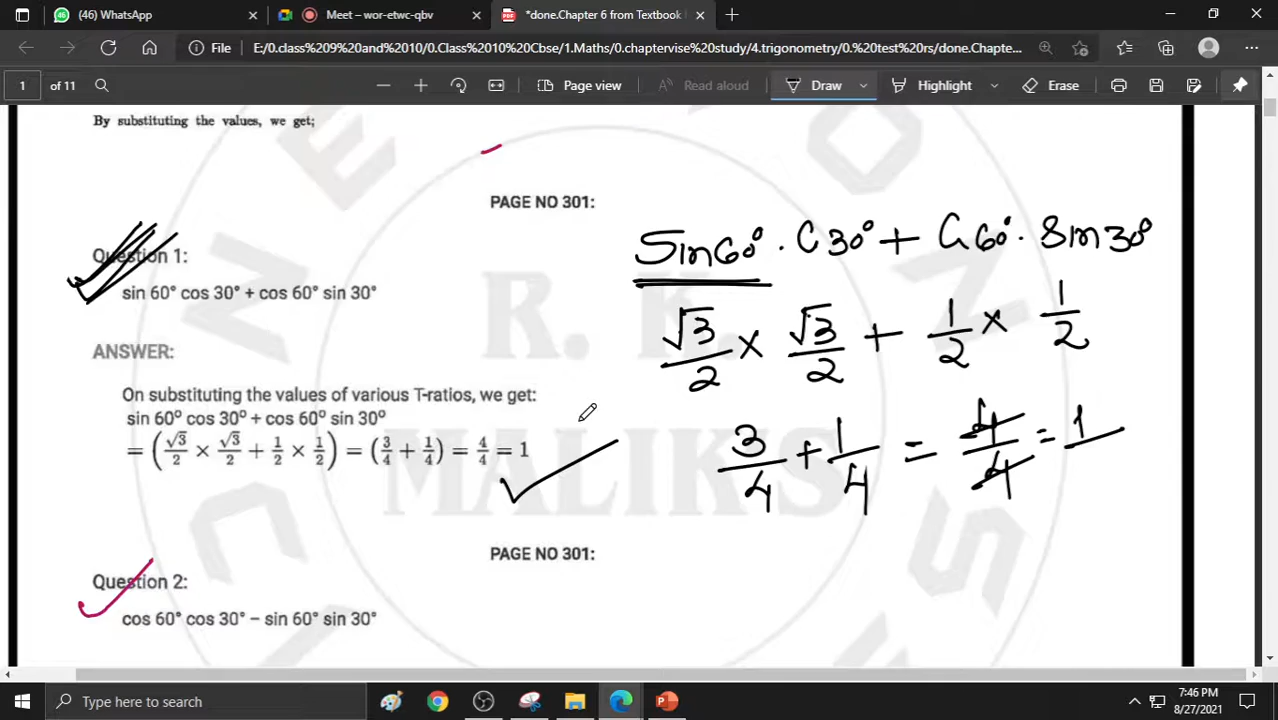 (46) WhatsApp
Meet – wor-etwc-qbv
*done.Chapter 6 from Textbook
File E:/0.class%209%20and%2010/0.Class%2010%20Cbse/1.Maths/0.chaptervise%20study/4.trigonometry/0.%20test%20rs/done.Chapte...
1 of 11 Page view Read aloud Draw Highlight Erase
By substituting the values, we get;
PAGE NO 301:
Question 1:
sin 60° cos 30° + cos 60° sin 30°
ANSWER:
On substituting the values of various T-ratios, we get:
sin 60° cos 30° + cos 60° sin 30°
= (√3/2 × √3/2 + 1/2 × 1/2) = (3/4 + 1/4) = 4/4 = 1
Sin60° . C30° + C60° . Sin30°
√3/2 × √3/2 + 1/2 × 1/2
3/4 + 1/4 = 4/4 = 1
R. K.
MALIKS
PAGE NO 301:
Question 2:
cos 60° cos 30° – sin 60° sin 30°
Type here to search
7:46 PM
8/27/2021